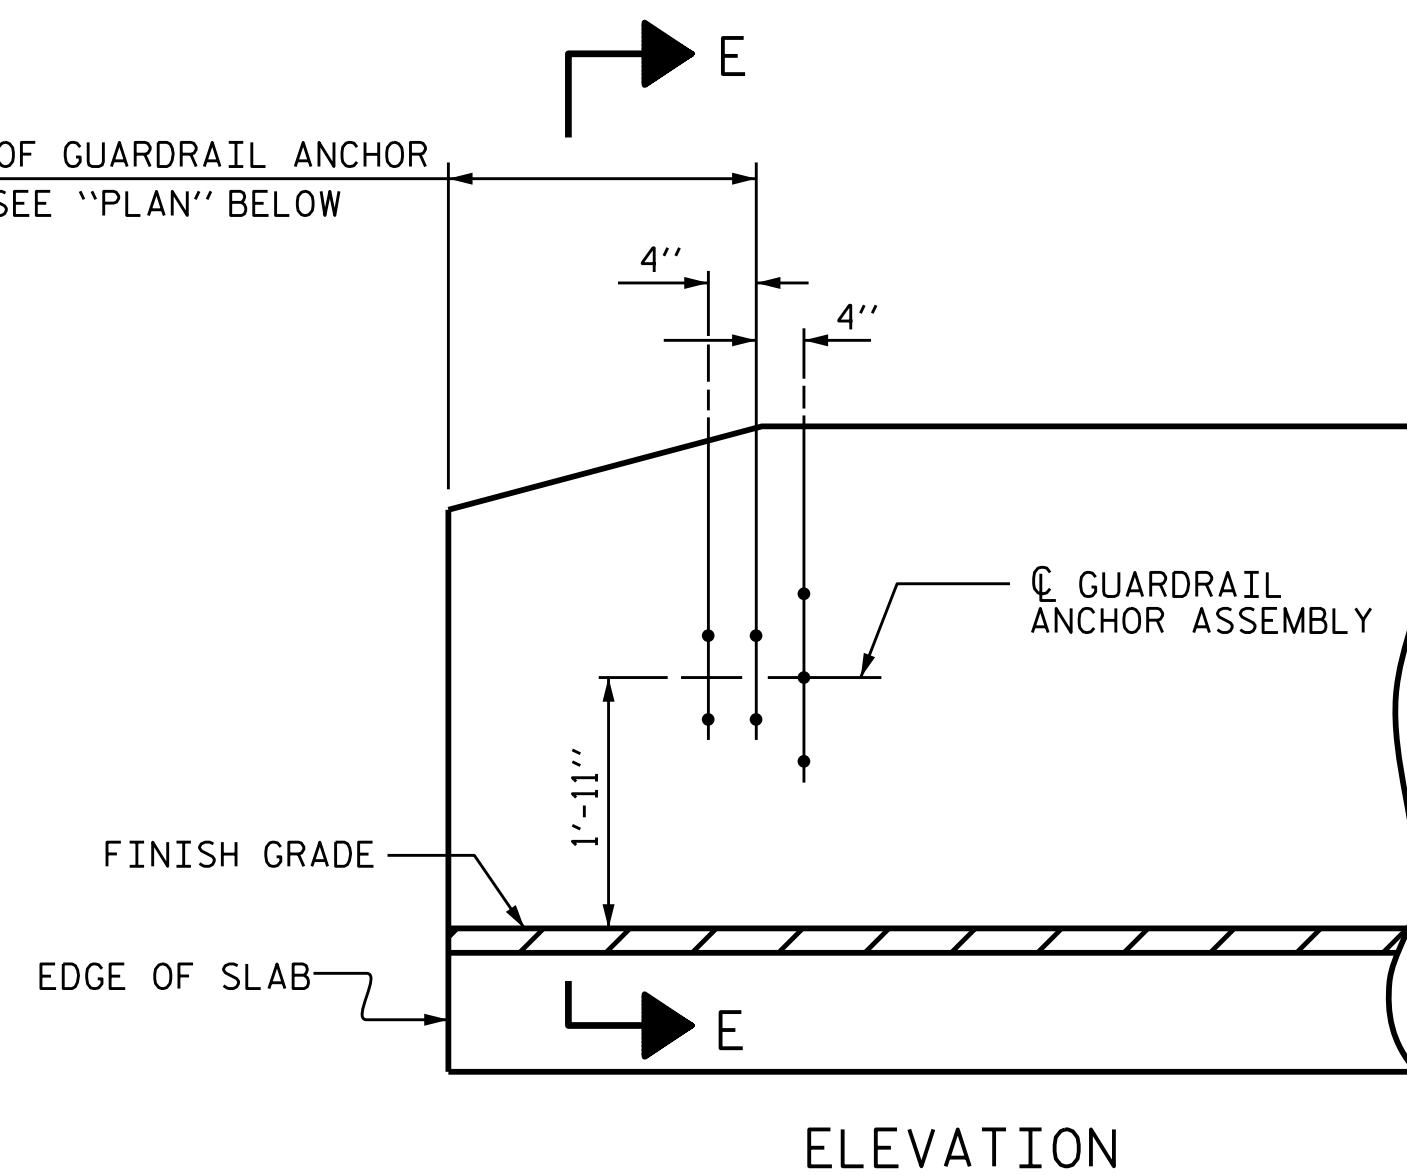 E
OF GUARDRAIL ANCHOR
SEE "PLAN" BELOW
4"
4"
℄ GUARDRAIL
ANCHOR ASSEMBLY
1'-11"
FINISH GRADE
EDGE OF SLAB
E
ELEVATION